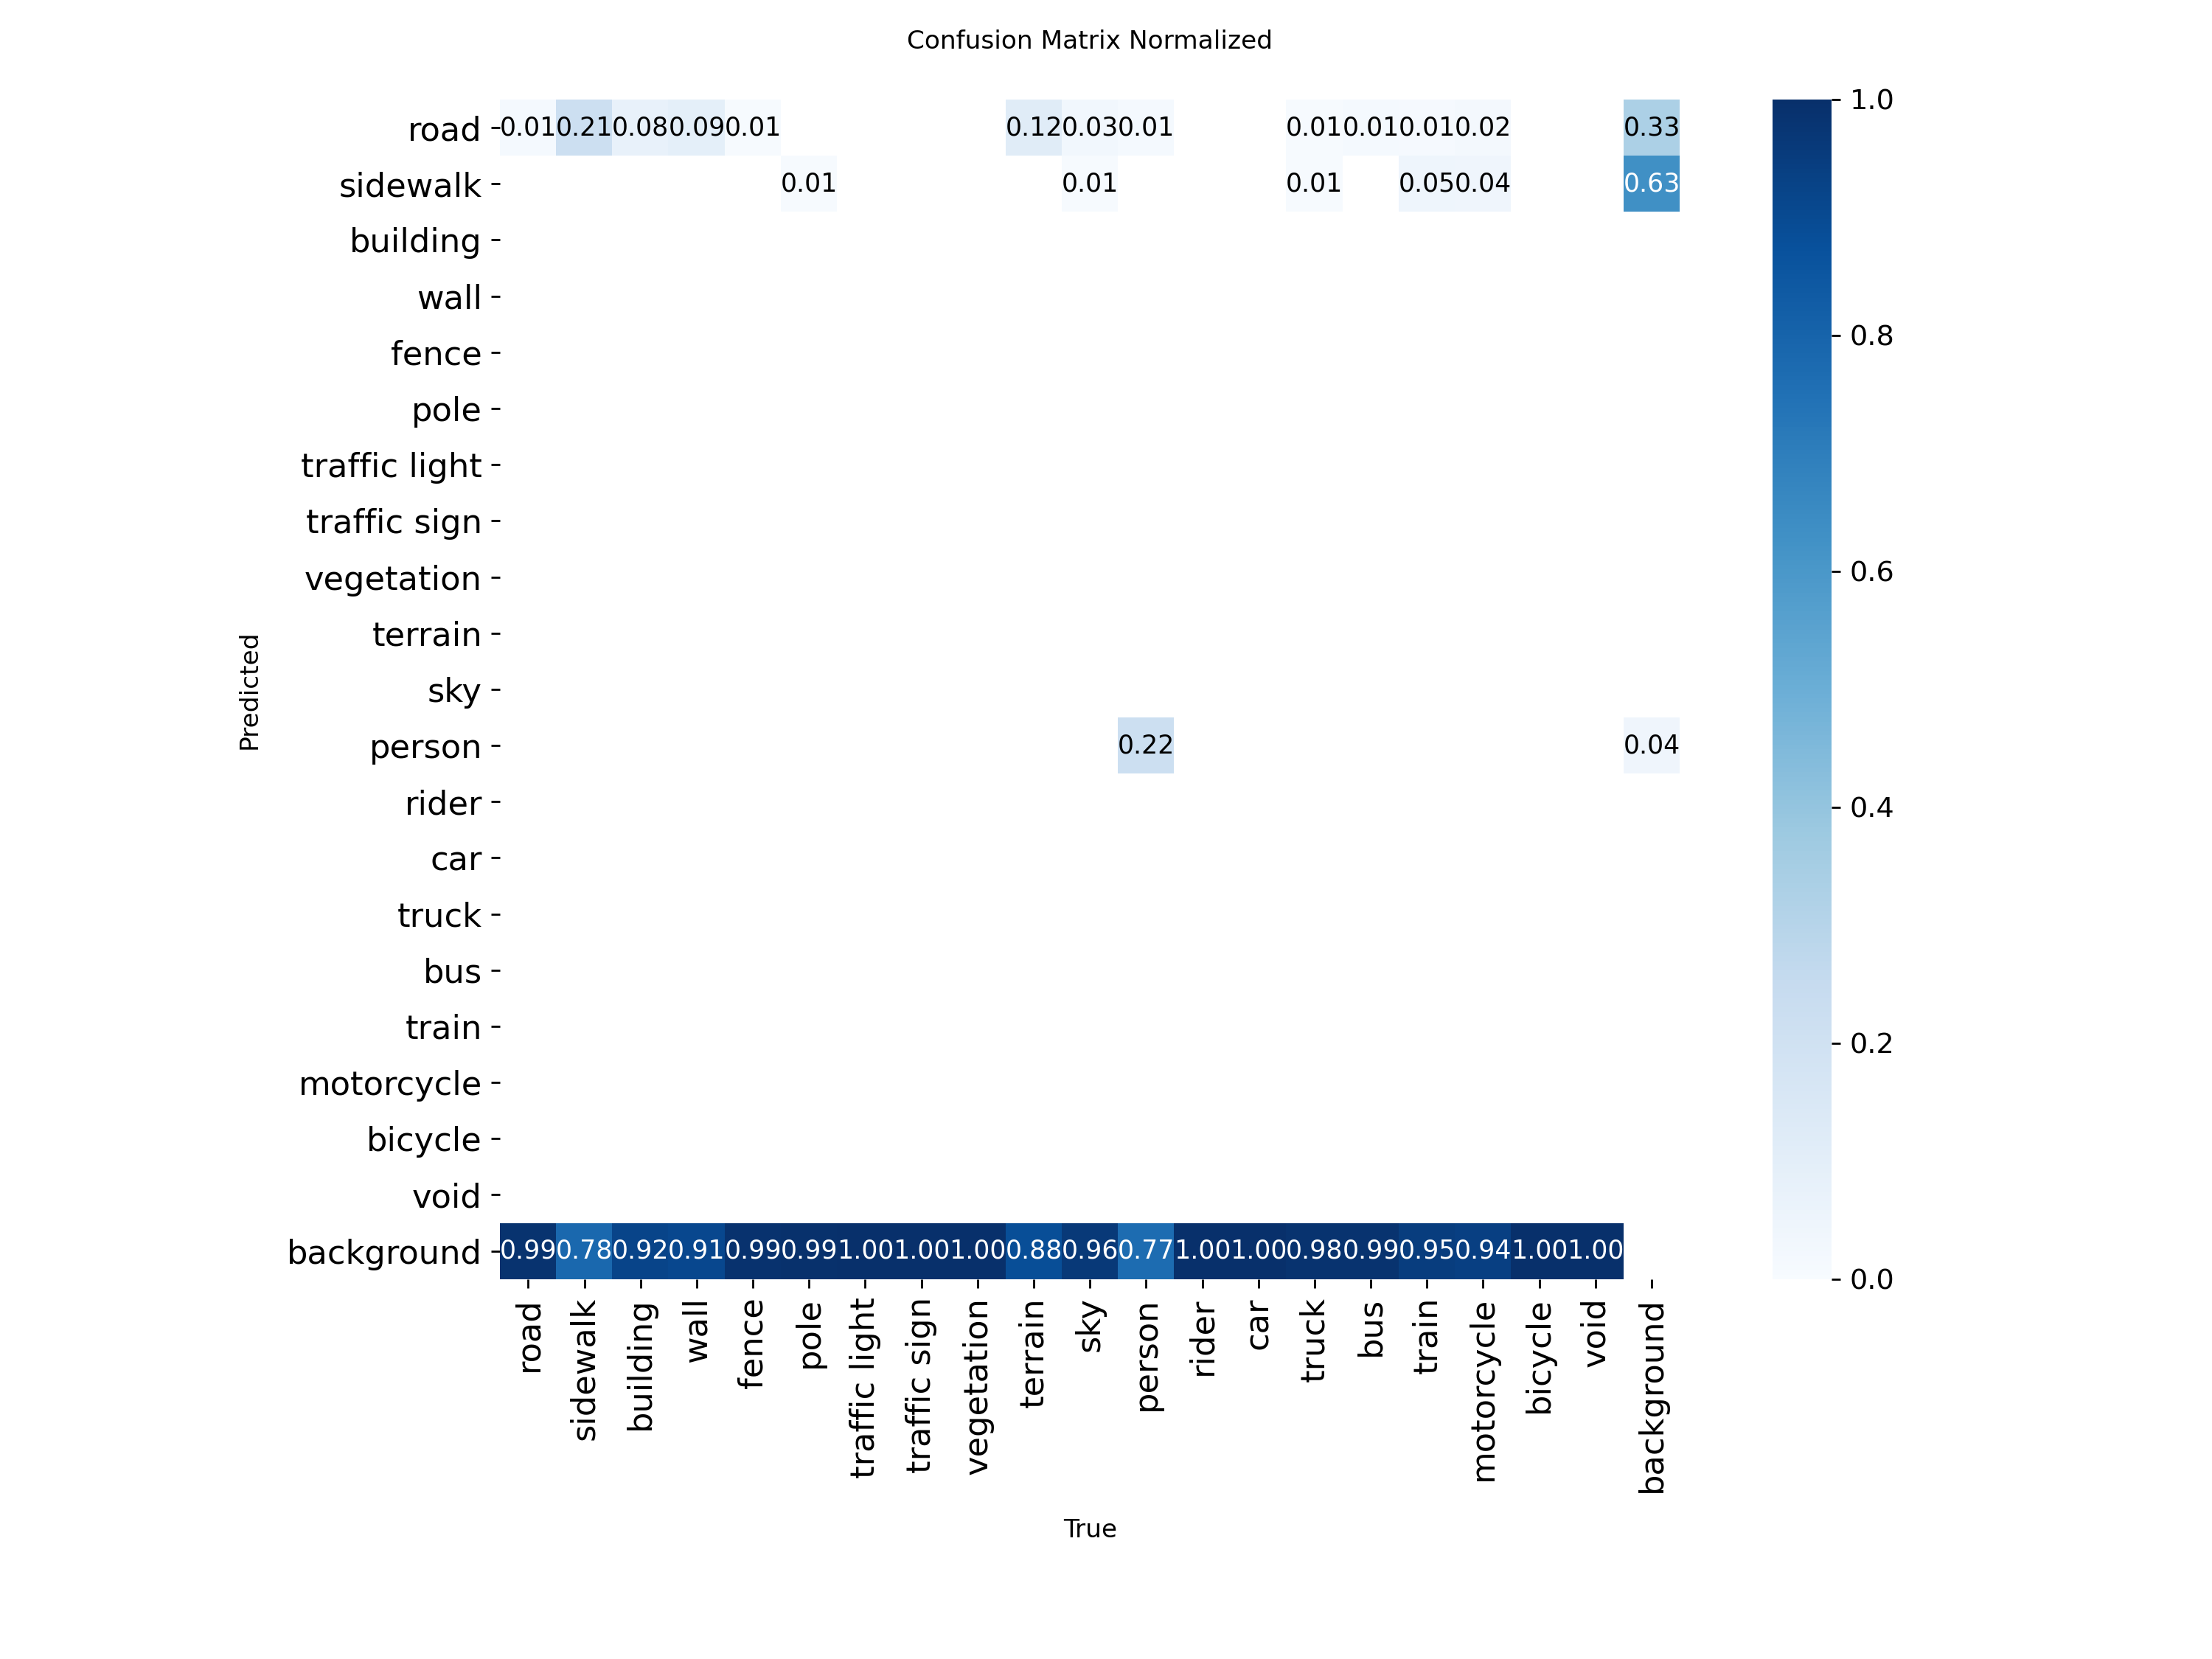 Confusion Matrix Normalized
road 0.01 0.21 0.08 0.09 0.01 0.12 0.03 0.01 0.01 0.01 0.01 0.02 0.33
sidewalk 0.01 0.01 0.01 0.05 0.04 0.63
building
wall
fence
pole
traffic light
traffic sign
vegetation
terrain
sky
person 0.22 0.04
rider
car
truck
bus
train
motorcycle
bicycle
void
background 0.99 0.78 0.92 0.91 0.99 0.99 1.00 1.00 1.00 0.88 0.96 0.77 1.00 1.00 0.98 0.99 0.95 0.94 1.00 1.00
Predicted
road sidewalk building wall fence pole traffic light traffic sign vegetation terrain sky person rider car truck bus train motorcycle bicycle void background
True
1.0
0.8
0.6
0.4
0.2
0.0